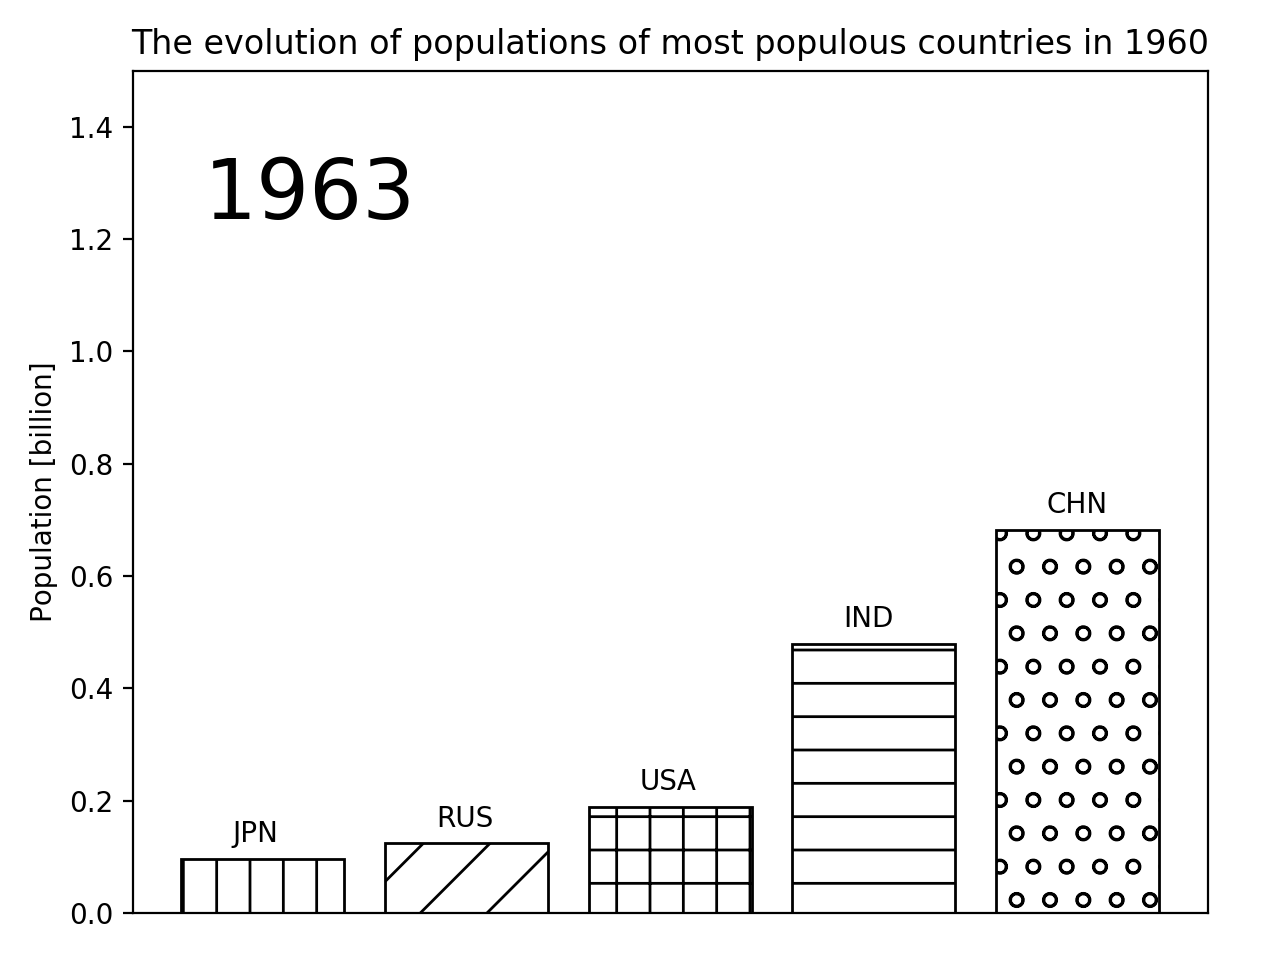 The evolution of populations of most populous countries in 1960
1963
Population [billion]
1.4
1.2
1.0
0.8
0.6
0.4
0.2
0.0
JPN
RUS
USA
IND
CHN